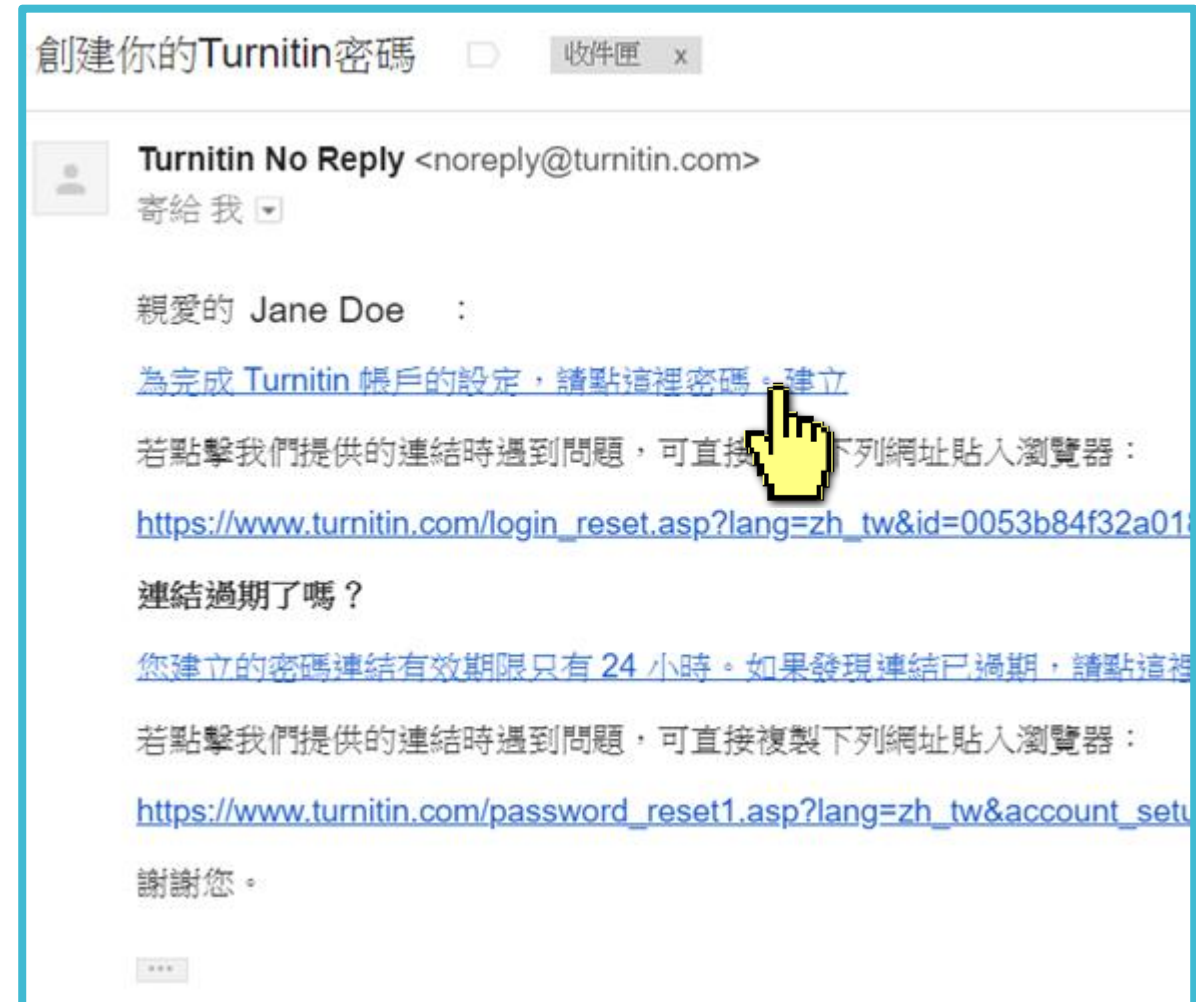 創建你的Turnitin密碼 收件匣 x
Turnitin No Reply <noreply@turnitin.com>
寄給 我
親愛的 Jane Doe :
為完成 Turnitin 帳戶的設定，請點這裡密碼。建立
若點擊我們提供的連結時遇到問題，可直接 下列網址貼入瀏覽器：
https://www.turnitin.com/login_reset.asp?lang=zh_tw&id=0053b84f32a018
連結過期了嗎？
您建立的密碼連結有效期限只有 24 小時。如果發現連結已過期，請點這裡
若點擊我們提供的連結時遇到問題，可直接複製下列網址貼入瀏覽器：
https://www.turnitin.com/password_reset1.asp?lang=zh_tw&account_setu
謝謝您。